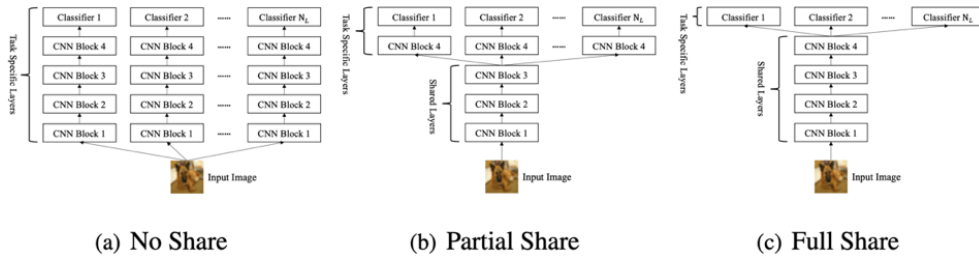 Task Specific Layers
Classifier 1 Classifier 2 ...... Classifier N_L
CNN Block 4 CNN Block 4 ...... CNN Block 4
CNN Block 3 CNN Block 3 ...... CNN Block 3
CNN Block 2 CNN Block 2 ...... CNN Block 2
CNN Block 1 CNN Block 1 ...... CNN Block 1
Input Image
(a) No Share
Task Specific Layers
Classifier 1 Classifier 2 ...... Classifier N_L
CNN Block 4 CNN Block 4 ...... CNN Block 4
Shared Layers
CNN Block 3
CNN Block 2
CNN Block 1
Input Image
(b) Partial Share
Task Specific Layers
Classifier 1 Classifier 2 ...... Classifier N_L
Shared Layers
CNN Block 4
CNN Block 3
CNN Block 2
CNN Block 1
Input Image
(c) Full Share